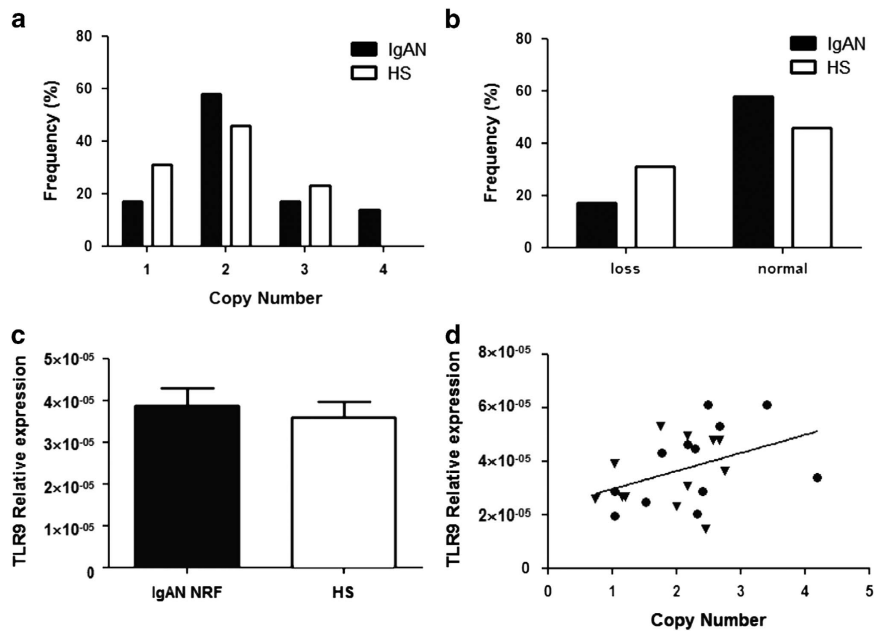 a
80
60
40
20
0
Frequency (%)
IgAN
HS
1 2 3 4
Copy Number
b
80
60
40
20
0
Frequency (%)
IgAN
HS
loss normal
c
5×10⁻⁰⁵
4×10⁻⁰⁵
3×10⁻⁰⁵
2×10⁻⁰⁵
1×10⁻⁰⁵
0
TLR9 Relative expression
IgAN NRF HS
d
8×10⁻⁰⁵
6×10⁻⁰⁵
4×10⁻⁰⁵
2×10⁻⁰⁵
0
TLR9 Relative expression
0 1 2 3 4 5
Copy Number